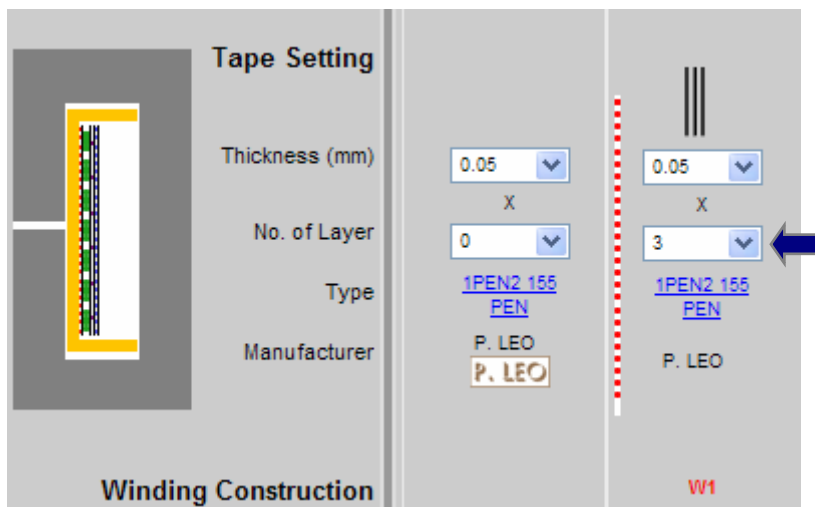 Tape Setting
Thickness (mm) 0.05 0.05
X X
No. of Layer 0 3
Type 1PEN2 155 1PEN2 155
PEN PEN
Manufacturer P. LEO P. LEO
P. LEO
Winding Construction W1